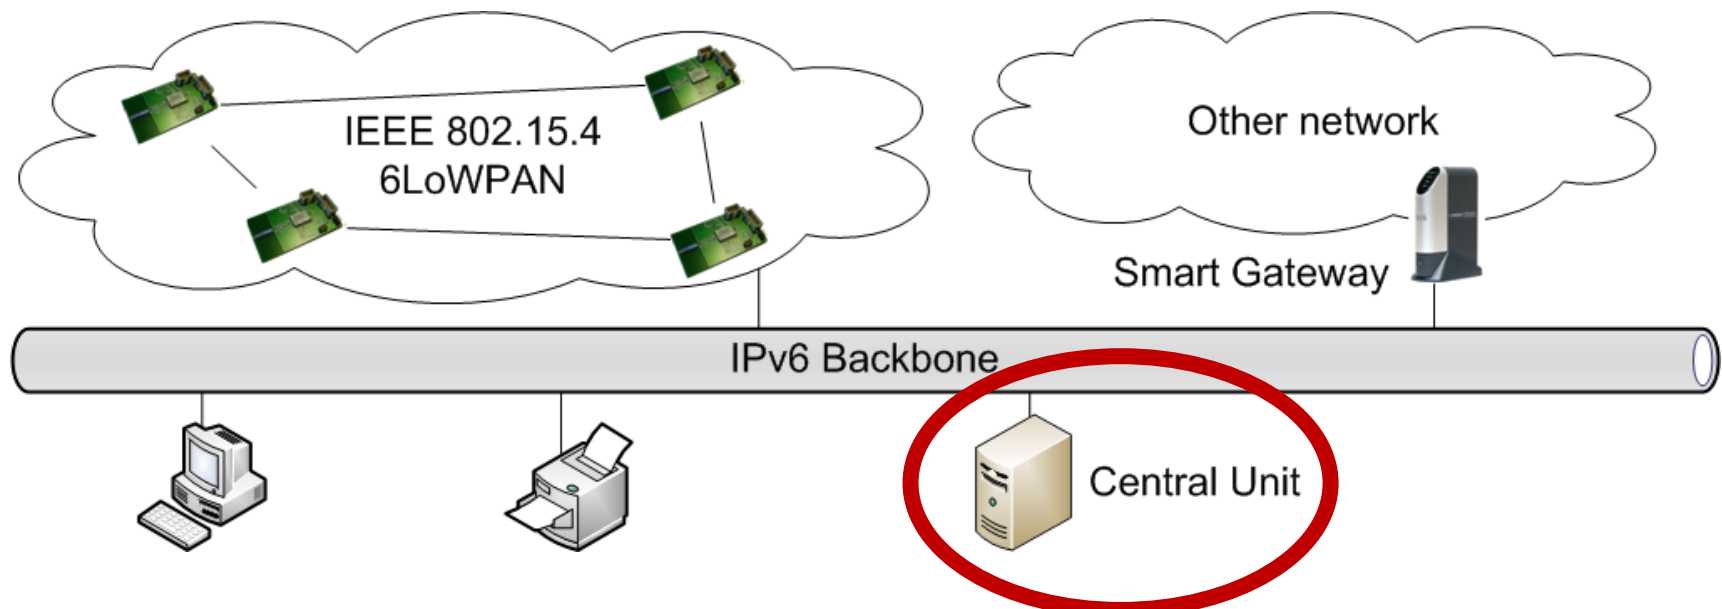 IEEE 802.15.4
6LoWPAN
Other network
Smart Gateway
IPv6 Backbone
Central Unit